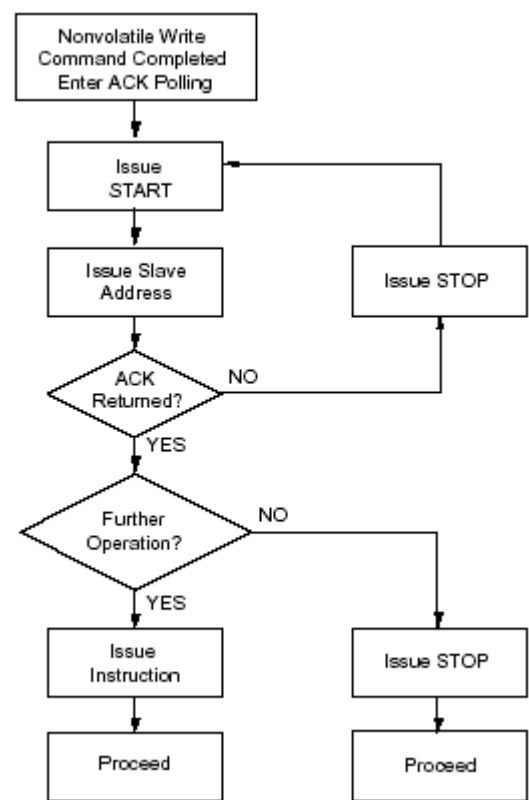 Nonvolatile Write
Command Completed
Enter ACK Polling
Issue
START
Issue Slave
Address
Issue STOP
ACK
Returned?
NO
YES
Further
Operation?
NO
YES
Issue
Instruction
Issue STOP
Proceed
Proceed